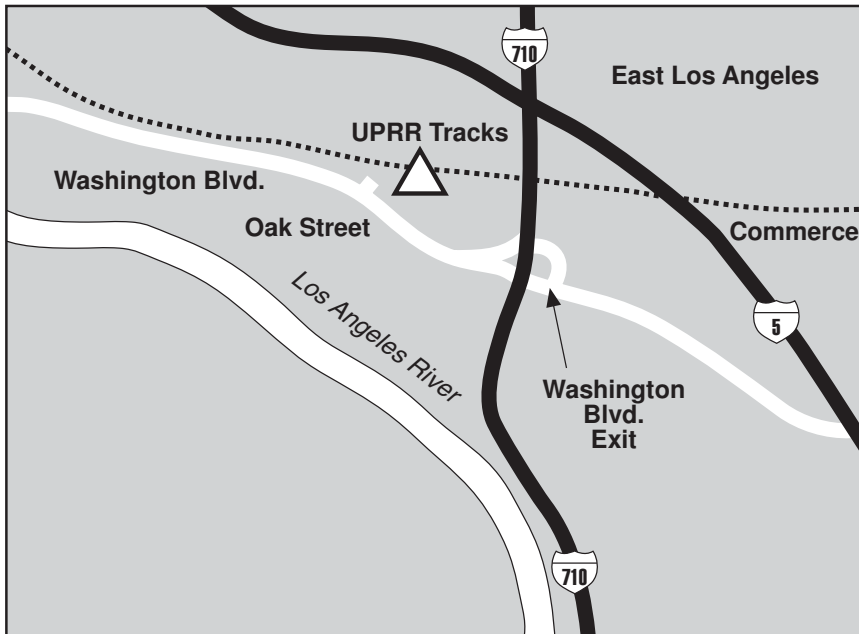 710
East Los Angeles
UPRR Tracks
Washington Blvd.
Oak Street
Commerce
Los Angeles River
5
Washington
Blvd.
Exit
710